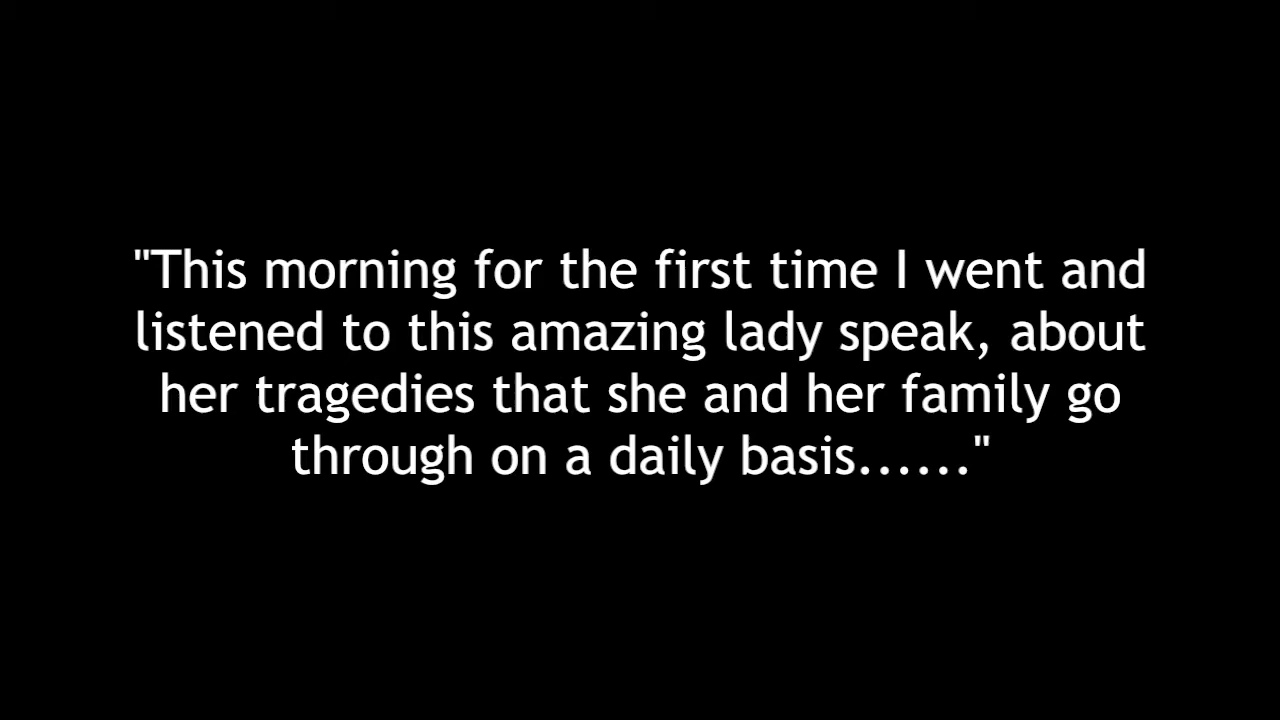 "This morning for the first time I went and
listened to this amazing lady speak, about
her tragedies that she and her family go
through on a daily basis......"